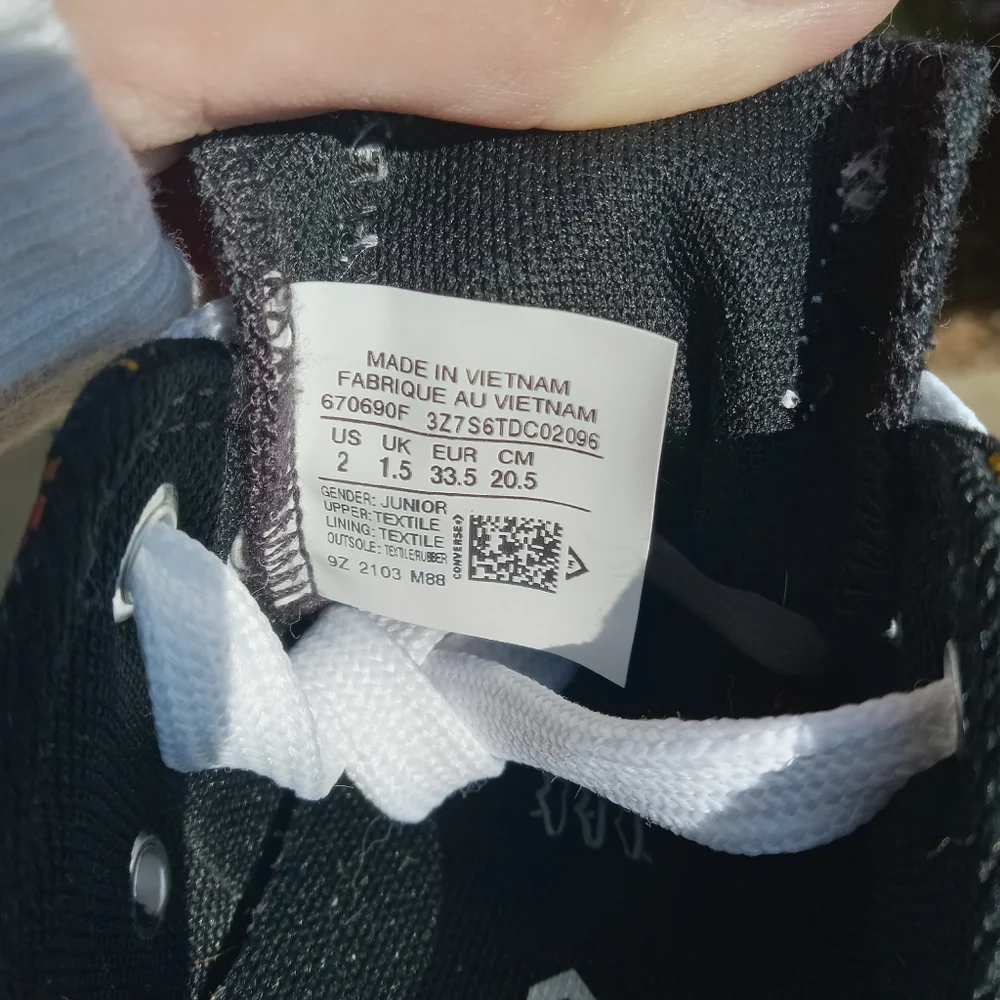 MADE IN VIETNAM
FABRIQUE AU VIETNAM
670690F 3Z7S6TDC02096
US UK EUR CM
2 1.5 33.5 20.5
GENDER: JUNIOR
UPPER: TEXTILE
LINING: TEXTILE
OUTSOLE: TEXTILE/RUBBER
9Z 2103 M88
CONVERSE
TM